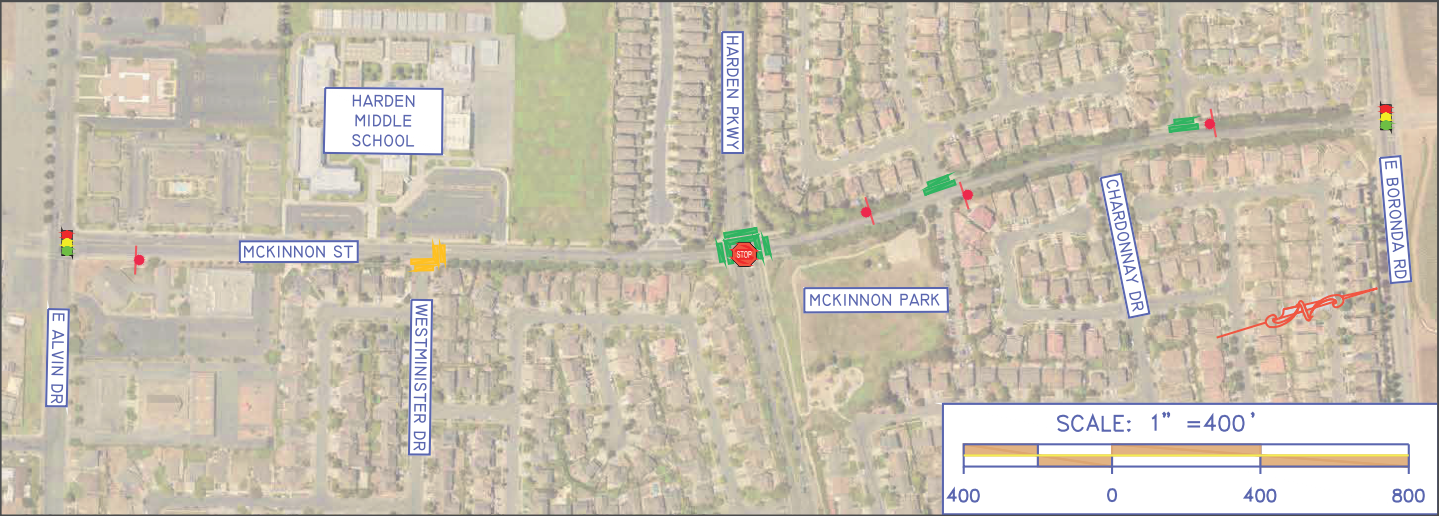 HARDEN
MIDDLE
SCHOOL
HARDEN PKWY
MCKINNON ST
STOP
E BORONDA RD
CHARDONNAY DR
MCKINNON PARK
E ALVIN DR
WESTMINISTER DR
N
SCALE: 1" =400'
400 0 400 800